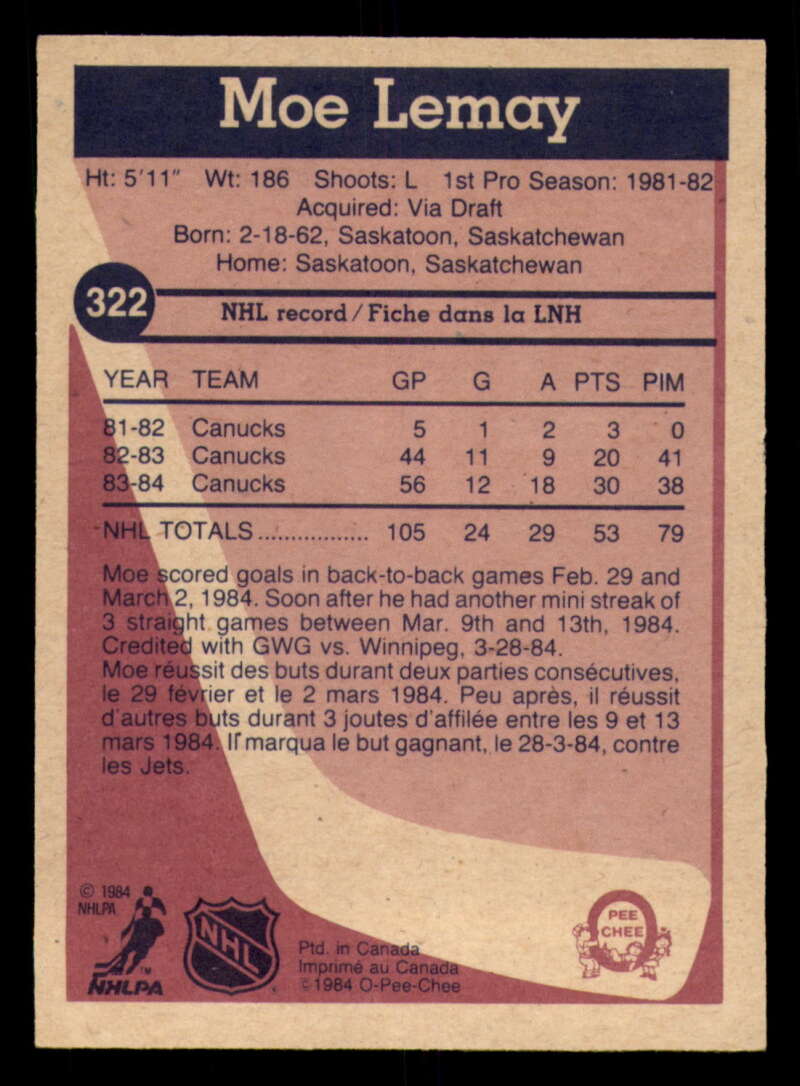 Moe Lemay
Ht: 5'11" Wt: 186 Shoots: L 1st Pro Season: 1981-82
Acquired: Via Draft
Born: 2-18-62, Saskatoon, Saskatchewan
Home: Saskatoon, Saskatchewan
322
NHL record/Fiche dans la LNH
YEAR TEAM GP G A PTS PIM
81-82 Canucks 5 1 2 3 0
82-83 Canucks 44 11 9 20 41
83-84 Canucks 56 12 18 30 38
NHL TOTALS................. 105 24 29 53 79
Moe scored goals in back-to-back games Feb. 29 and
March 2, 1984. Soon after he had another mini streak of
3 straight games between Mar. 9th and 13th, 1984.
Credited with GWG vs. Winnipeg, 3-28-84.
Moe réussit des buts durant deux parties consécutives,
le 29 février et le 2 mars 1984. Peu après, il réussit
d'autres buts durant 3 joutes d'affilée entre les 9 et 13
mars 1984. Il marqua le but gagnant, le 28-3-84, contre
les Jets.
© 1984
NHLPA
NHLPA TM
NHL
Ptd. in Canada
Imprimé au Canada
© 1984 O-Pee-Chee
O
PEE
CHEE